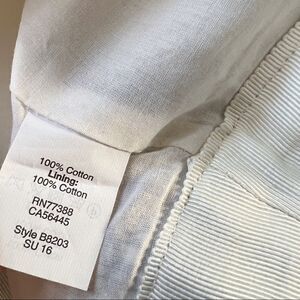 100% Cotton
Lining:
100% Cotton
RN77388
CA56445
Style B8203
SU 16